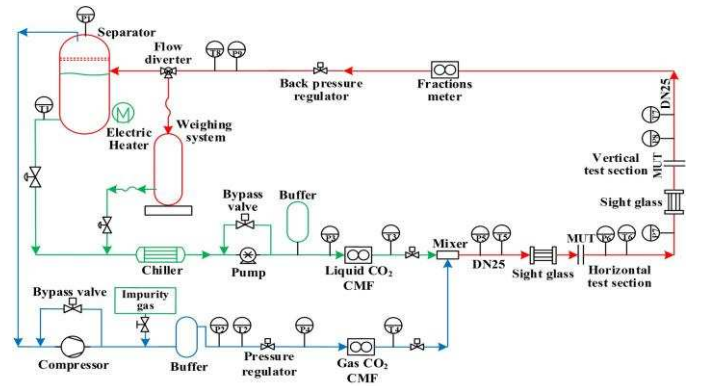 P1
Separator
Flow
diverter
T8
P9
Back pressure
regulator
Fractions
meter
DN25
T7
P8
T1
Electric
Heater
M
Weighing
system
Vertical
test section
MUT
Bypass
valve
Buffer
Sight glass
P3
T3
Mixer
P5
T5
MUT
P6
T6
P7
Chiller
Pump
Liquid CO2
CMF
DN25
Sight glass
Horizontal
test section
Bypass valve
Impurity
gas
P2
T2
P4
T4
Compressor
Buffer
Pressure
regulator
Gas CO2
CMF